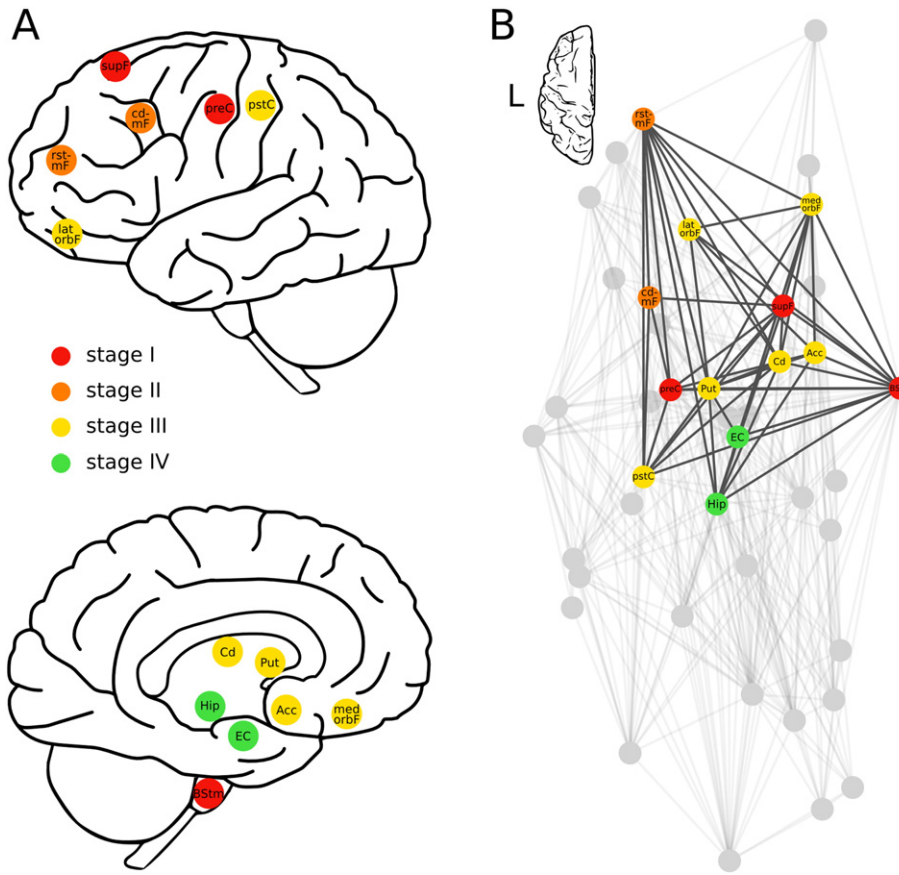 A
supF
cd-
mF
preC
pstC
rst-
mF
lat
orbF
stage I
stage II
stage III
stage IV
Cd
Put
Hip
Acc
med
orbF
EC
BStm
B
L
rst-
mF
med
orbF
lat
orbF
cd-
mF
supF
Acc
Cd
preC
Put
EC
pstC
Hip